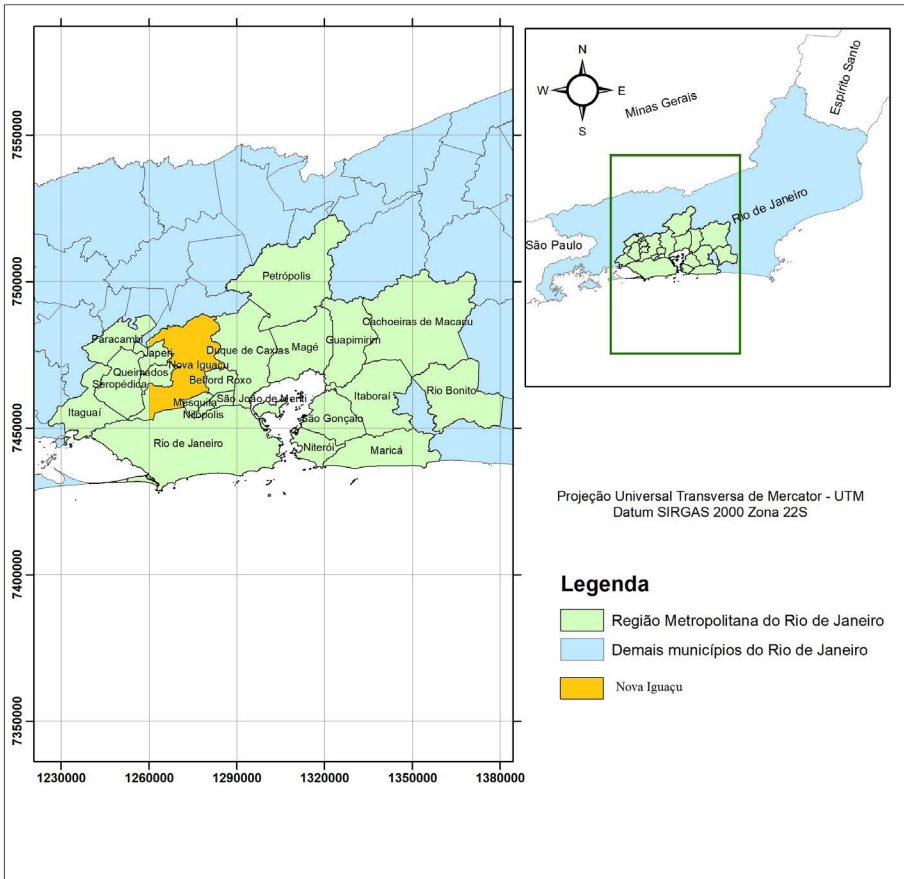 7550000
7500000
7450000
7400000
7350000
1230000
1260000
1290000
1320000
1350000
1380000
Petrópolis
Cachoeiras de Macacu
Paracambi
Japeri
Duque de Caxias
Magé
Guapimirim
Nova Iguaçu
Queimados
Belford Roxo
Seropédica
Rio Bonito
Itaboraí
São João de Meriti
Mesquita
Itaguaí
Nilópolis
São Gonçalo
Rio de Janeiro
Niterói
Maricá
N
W
E
S
Minas Gerais
Espírito Santo
Rio de Janeiro
São Paulo
Projeção Universal Transversa de Mercator - UTM
Datum SIRGAS 2000 Zona 22S
Legenda
Região Metropolitana do Rio de Janeiro
Demais municípios do Rio de Janeiro
Nova Iguaçu